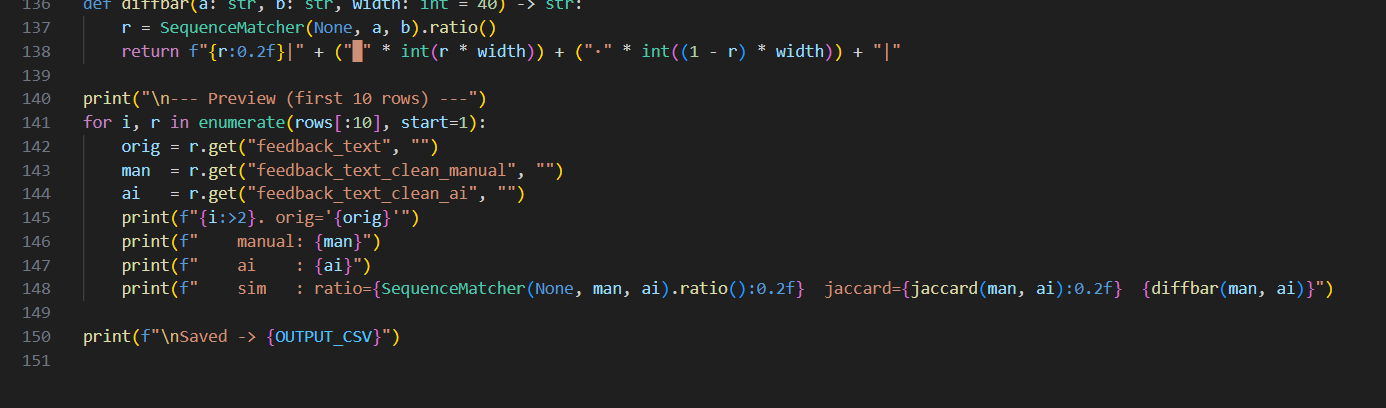 136 def diffbar(a: str, b: str, width: int = 40) -> str:
137     r = SequenceMatcher(None, a, b).ratio()
138     return f"{r:0.2f}|" + ("█" * int(r * width)) + ("·" * int((1 - r) * width)) + "|"
139
140 print("\n--- Preview (first 10 rows) ---")
141 for i, r in enumerate(rows[:10], start=1):
142     orig = r.get("feedback_text", "")
143     man  = r.get("feedback_text_clean_manual", "")
144     ai   = r.get("feedback_text_clean_ai", "")
145     print(f"{i:>2}. orig='{orig}'")
146     print(f"    manual: {man}")
147     print(f"    ai    : {ai}")
148     print(f"    sim   : ratio={SequenceMatcher(None, man, ai).ratio():0.2f}  jaccard={jaccard(man, ai):0.2f}  {diffbar(man, ai)}")
149
150 print(f"\nSaved -> {OUTPUT_CSV}")
151